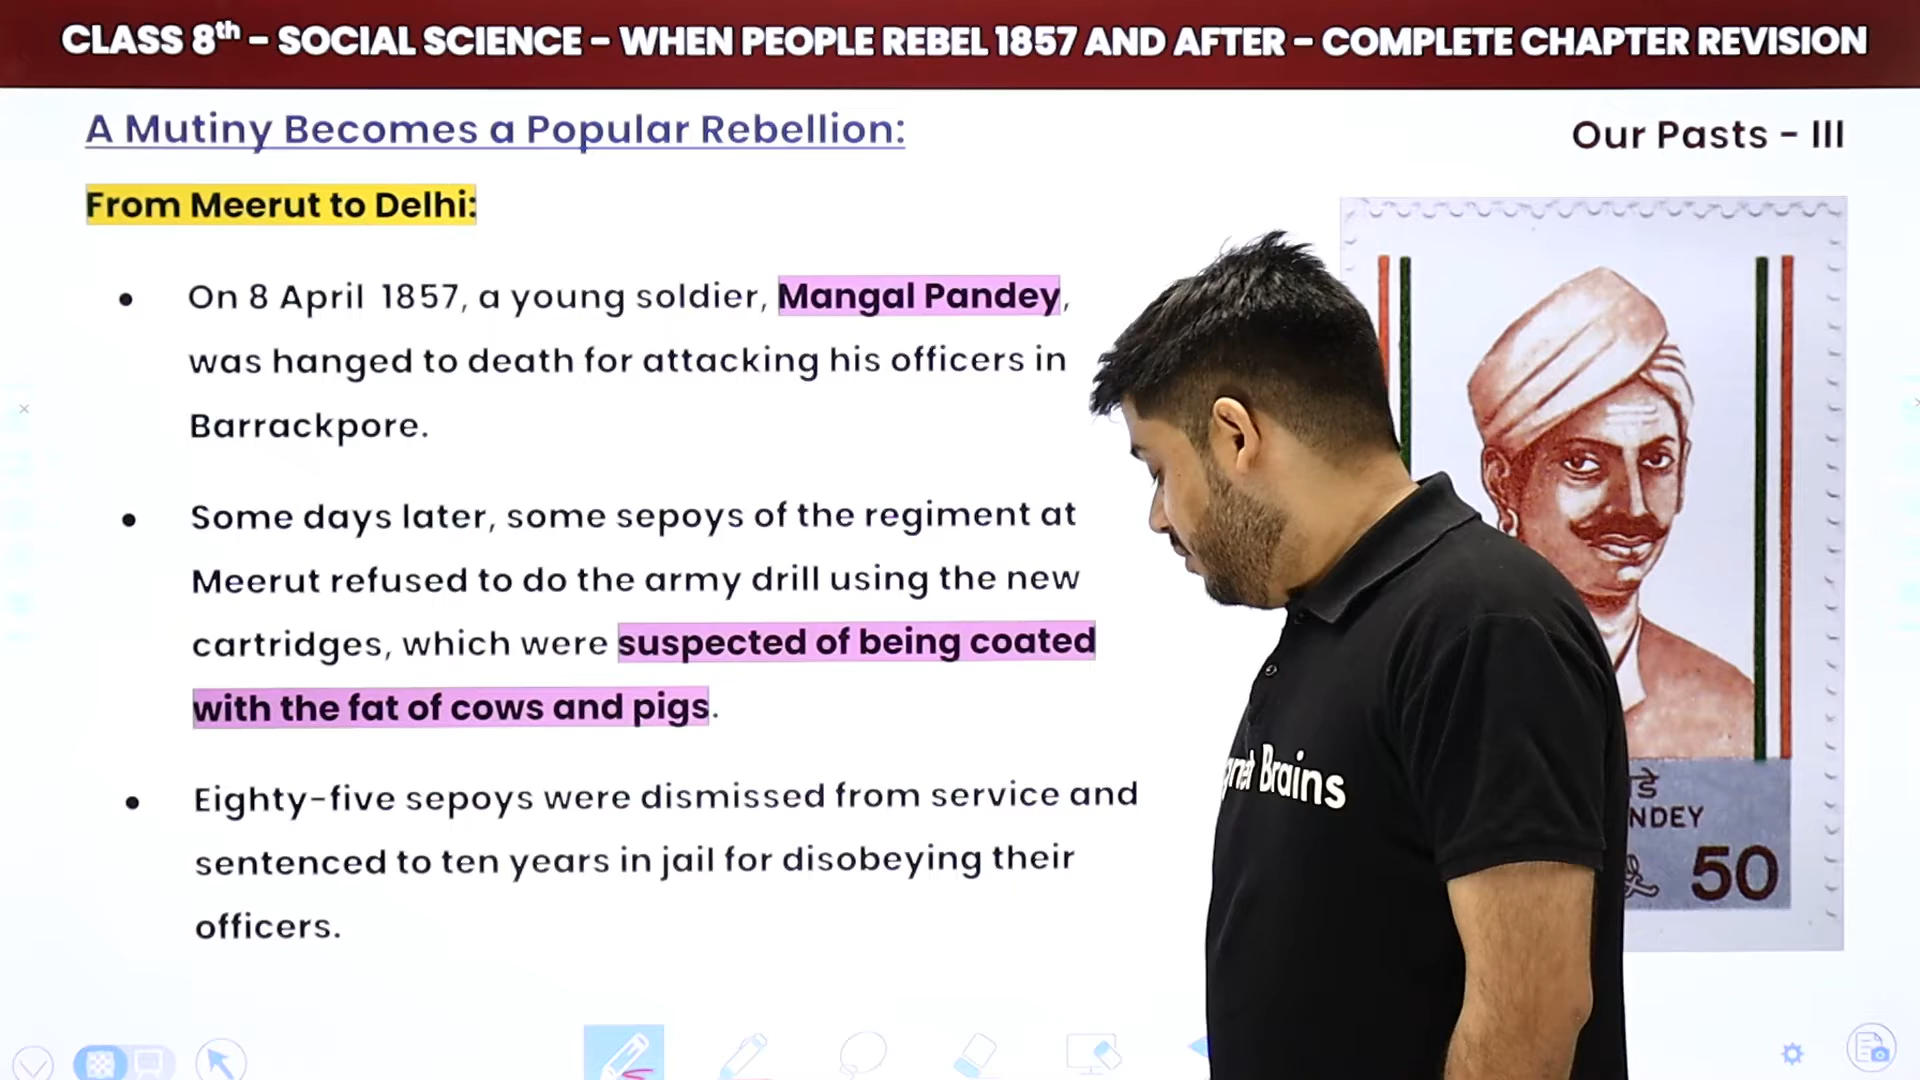 CLASS 8th – SOCIAL SCIENCE – WHEN PEOPLE REBEL 1857 AND AFTER – COMPLETE CHAPTER REVISION
A Mutiny Becomes a Popular Rebellion:
Our Pasts – III
From Meerut to Delhi:
• On 8 April 1857, a young soldier, Mangal Pandey,
was hanged to death for attacking his officers in
Barrackpore.
• Some days later, some sepoys of the regiment at
Meerut refused to do the army drill using the new
cartridges, which were suspected of being coated
with the fat of cows and pigs.
• Eighty-five sepoys were dismissed from service and
sentenced to ten years in jail for disobeying their
officers.
Brains
NDEY
50